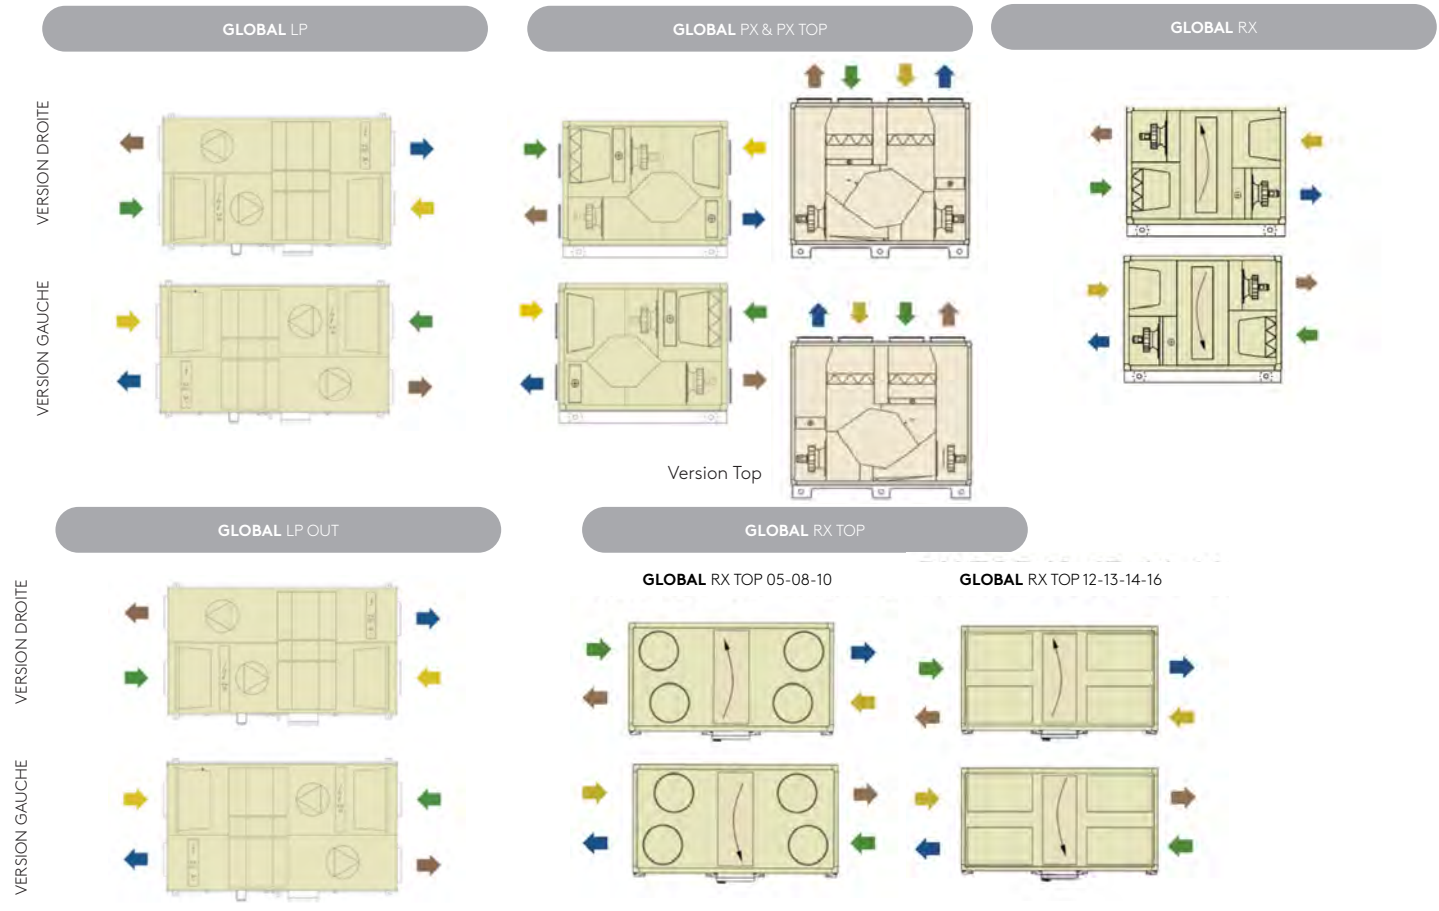 GLOBAL LP
GLOBAL PX & PX TOP
GLOBAL RX
VERSION DROITE
VERSION GAUCHE
Version Top
GLOBAL LP OUT
GLOBAL RX TOP
GLOBAL RX TOP 05-08-10
GLOBAL RX TOP 12-13-14-16
VERSION DROITE
VERSION GAUCHE